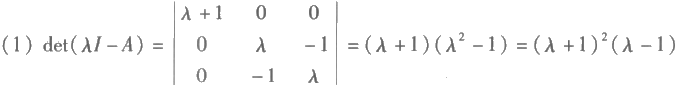 (1) det(λI-A) = |λ+1 0 0; 0 λ -1; 0 -1 λ| = (λ+1)(λ²-1) = (λ+1)²(λ-1)